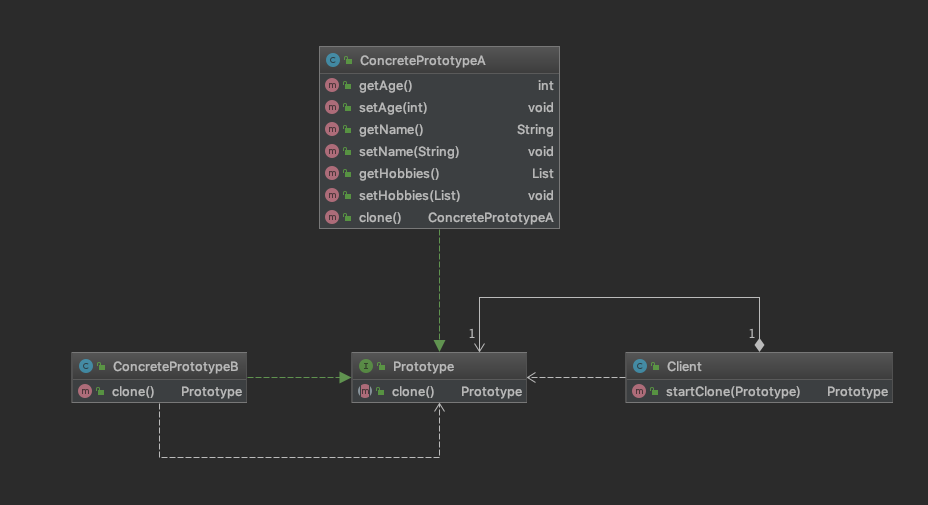 ConcretePrototypeA
getAge() int
setAge(int) void
getName() String
setName(String) void
getHobbies() List
setHobbies(List) void
clone() ConcretePrototypeA
1
1
ConcretePrototypeB
clone() Prototype
Prototype
clone() Prototype
Client
startClone(Prototype) Prototype